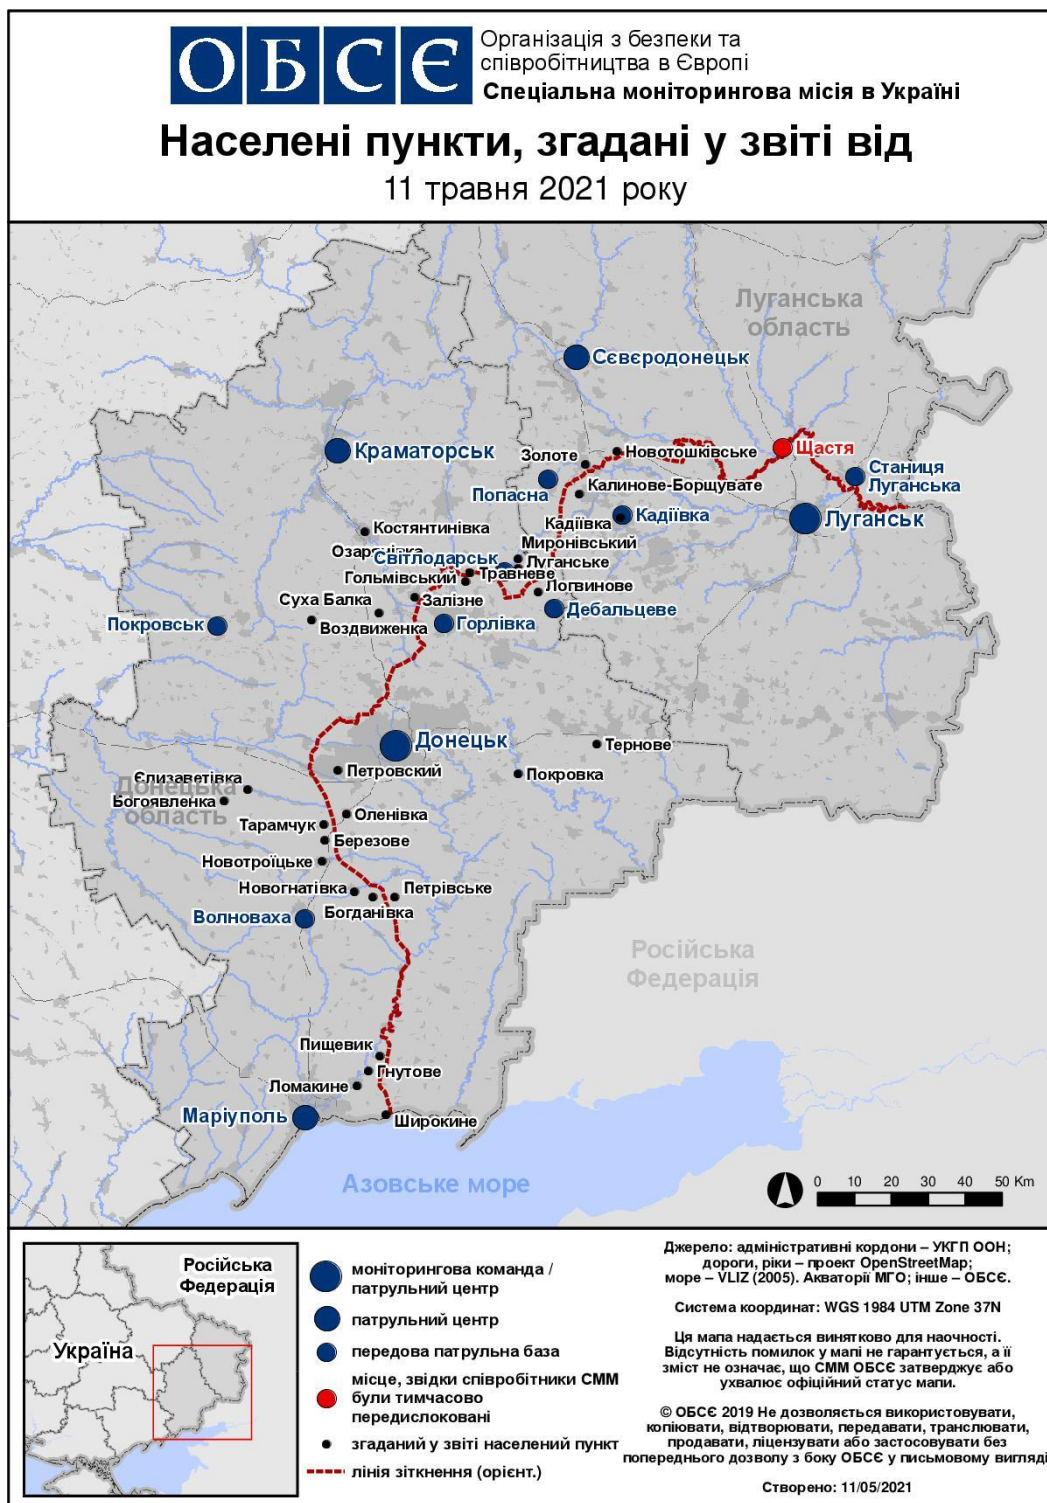 ОБСЄ
Організація з безпеки та
співробітництва в Європі
Спеціальна моніторингова місія в Україні
Населені пункти, згадані у звіті від
11 травня 2021 року
Луганська
область
Сєвєродонецьк
Краматорськ
Золоте
Новотошківське
Щастя
Попасна
Калинове-Борщувате
Станиця
Луганська
Кадіївка
Кадіївка
Луганськ
Костянтинівка
Миронівський
Світлодарськ
Луганське
Травневе
Гольмівський
Логвинове
Суха Балка
Залізне
Дебальцеве
Покровськ
Воздвиженка
Горлівка
Донецьк
Тернове
Петровский
Покровка
Єлизаветівка
Донецька
область
Богоявленка
Оленівка
Тарамчук
Березове
Новотроїцьке
Новогнатівка
Петрівське
Богданівка
Волноваха
Російська
Федерація
Пищевик
Гнутове
Ломакине
Маріуполь
Широкине
Азовське море
0 10 20 30 40 50 Km
Російська
Федерація
Україна
моніторингова команда /
патрульний центр
патрульний центр
передова патрульна база
місце, звідки співробітники СММ
були тимчасово
передислоковані
згаданий у звіті населений пункт
лінія зіткнення (орієнт.)
Джерело: адміністративні кордони – УКГП ООН;
дороги, ріки – проект OpenStreetMap;
море – VLIZ (2005). Акваторії МГО; інше – ОБСЄ.
Система координат: WGS 1984 UTM Zone 37N
Ця мапа надається винятково для наочності.
Відсутність помилок у мапі не гарантується, а її
зміст не означає, що СММ ОБСЄ затверджує або
ухвалює офіційний статус мапи.
© ОБСЄ 2019 Не дозволяється використовувати,
копіювати, відтворювати, передавати, транслювати,
продавати, ліцензувати або застосовувати без
попереднього дозволу з боку ОБСЄ у письмовому вигляді
Створено: 11/05/2021